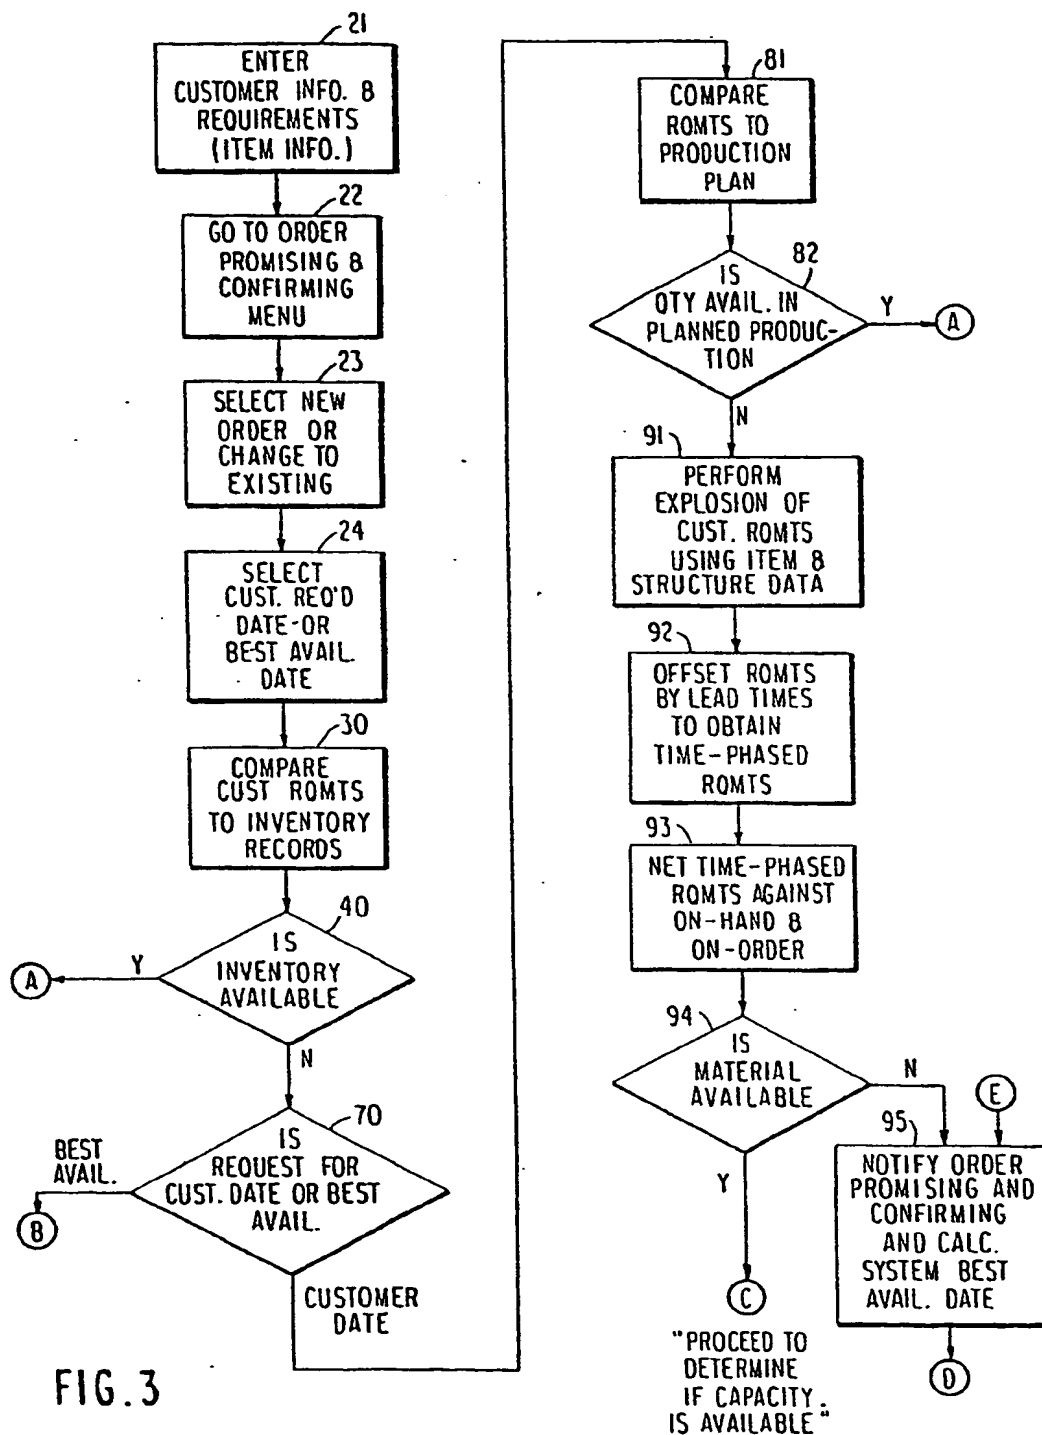 21
ENTER
CUSTOMER INFO. &
REQUIREMENTS
(ITEM INFO.)
22
GO TO ORDER
PROMISING &
CONFIRMING
MENU
23
SELECT NEW
ORDER OR
CHANGE TO
EXISTING
24
SELECT
CUST. REQ'D
DATE-OR
BEST AVAIL.
DATE
30
COMPARE
CUST RQMTS
TO INVENTORY
RECORDS
40
IS
INVENTORY
AVAILABLE
Y
A
N
70
IS
REQUEST FOR
CUST. DATE OR BEST
AVAIL.
BEST
AVAIL.
B
CUSTOMER
DATE
81
COMPARE
RQMTS TO
PRODUCTION
PLAN
82
IS
QTY AVAIL. IN
PLANNED PRODUC-
TION
Y
A
N
91
PERFORM
EXPLOSION OF
CUST. RQMTS
USING ITEM &
STRUCTURE DATA
92
OFFSET RQMTS
BY LEAD TIMES
TO OBTAIN
TIME-PHASED
RQMTS
93
NET TIME-PHASED
RQMTS AGAINST
ON-HAND &
ON-ORDER
94
IS
MATERIAL
AVAILABLE
N
E
95
NOTIFY ORDER
PROMISING AND
CONFIRMING
AND CALC.
SYSTEM BEST
AVAIL. DATE
D
Y
C
"PROCEED TO
DETERMINE
IF CAPACITY.
IS AVAILABLE"
FIG.3